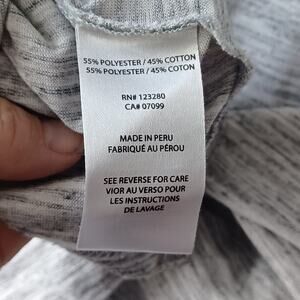 55% POLYESTER / 45% COTTON
55% POLYESTER / 45% COTON
RN# 123280
CA# 07099
MADE IN PERU
FABRIQUÉ AU PÉROU
SEE REVERSE FOR CARE
VIOR AU VERSO POUR
LES INSTRUCTIONS
DE LAVAGE